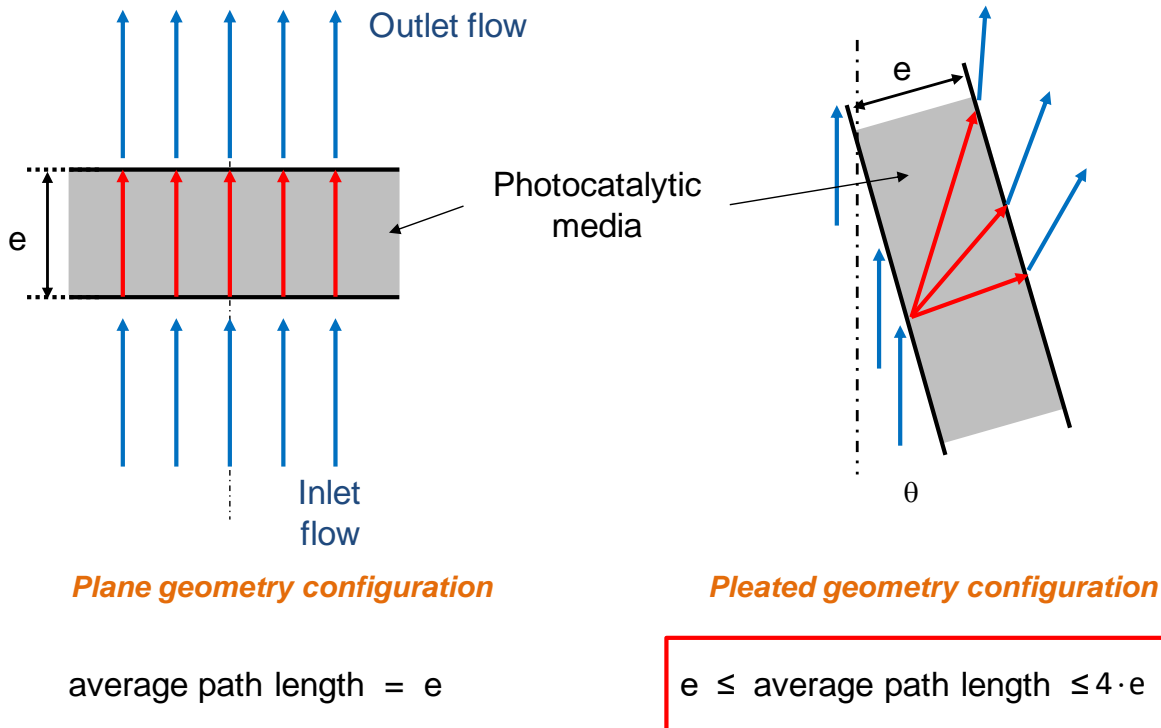 Outlet flow
e
e
Photocatalytic
media
Inlet
flow
θ
Plane geometry configuration
Pleated geometry configuration
average path length = e
e ≤ average path length ≤ 4 · e